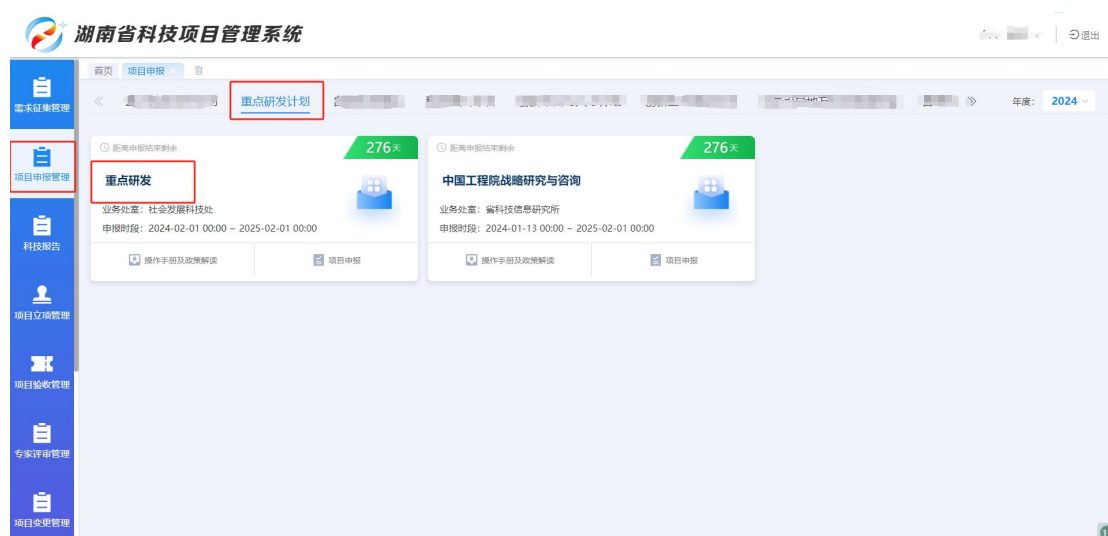 湖南省科技项目管理系统
退出
首页 项目申报
需求征集管理
重点研发计划
年度: 2024
项目申报管理
距离申报结束剩余 276天
重点研发
业务处室：社会发展科技处
申报时段：2024-02-01 00:00 ~ 2025-02-01 00:00
操作手册及政策解读 项目申报
距离申报结束剩余 276天
中国工程院战略研究与咨询
业务处室：省科技信息研究所
申报时段：2024-01-13 00:00 ~ 2025-02-01 00:00
操作手册及政策解读 项目申报
科技报告
项目立项管理
项目验收管理
专家评审管理
项目变更管理